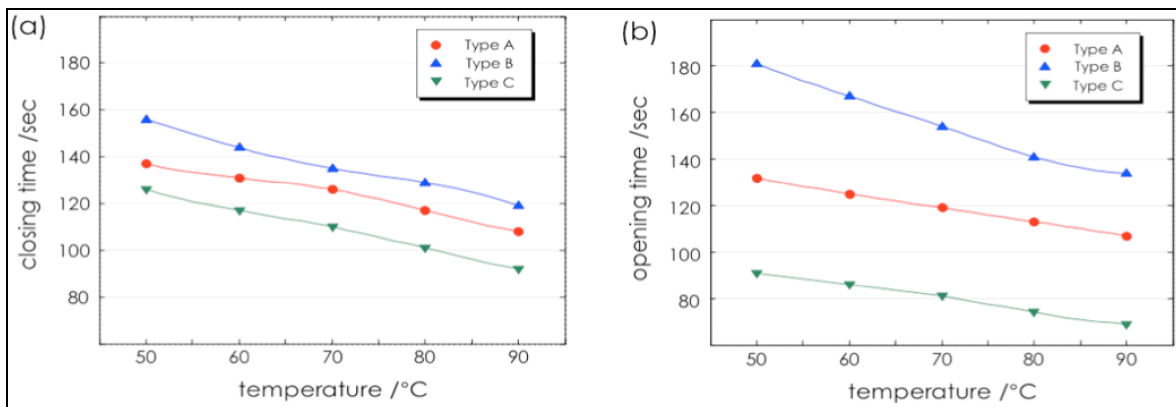 (a)
Type A
Type B
Type C
closing time /sec
180
160
140
120
100
80
50 60 70 80 90
temperature /°C
(b)
Type A
Type B
Type C
opening time /sec
180
160
140
120
100
80
50 60 70 80 90
temperature /°C